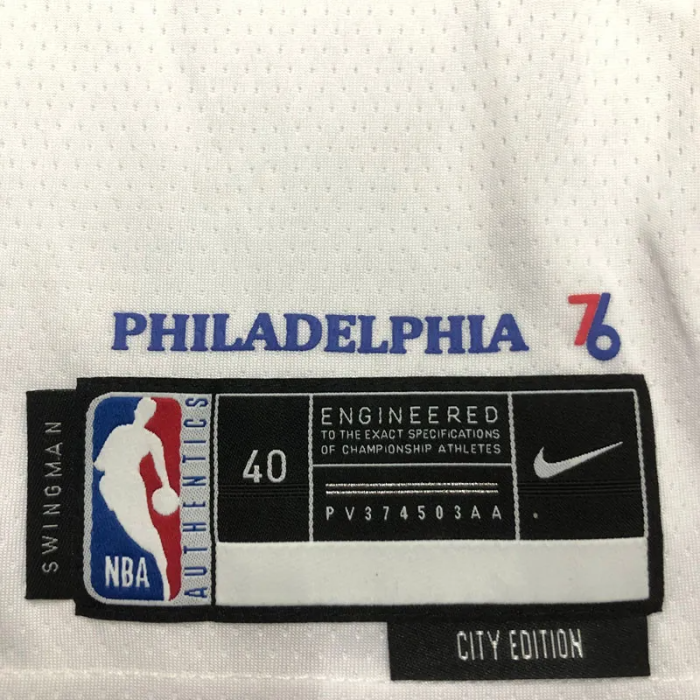 PHILADELPHIA 76
SWINGMAN
NBA
AUTHENTICS
40
ENGINEERED
TO THE EXACT SPECIFICATIONS
OF CHAMPIONSHIP ATHLETES
PV374503AA
.
CITY EDITION